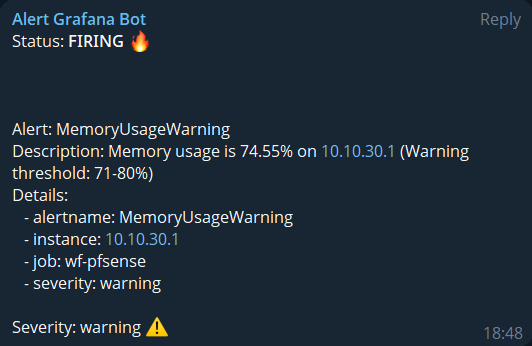 Alert Grafana Bot
Reply
Status: FIRING 🔥
Alert: MemoryUsageWarning
Description: Memory usage is 74.55% on 10.10.30.1 (Warning
threshold: 71-80%)
Details:
- alertname: MemoryUsageWarning
- instance: 10.10.30.1
- job: wf-pfsense
- severity: warning
Severity: warning ⚠️
18:48